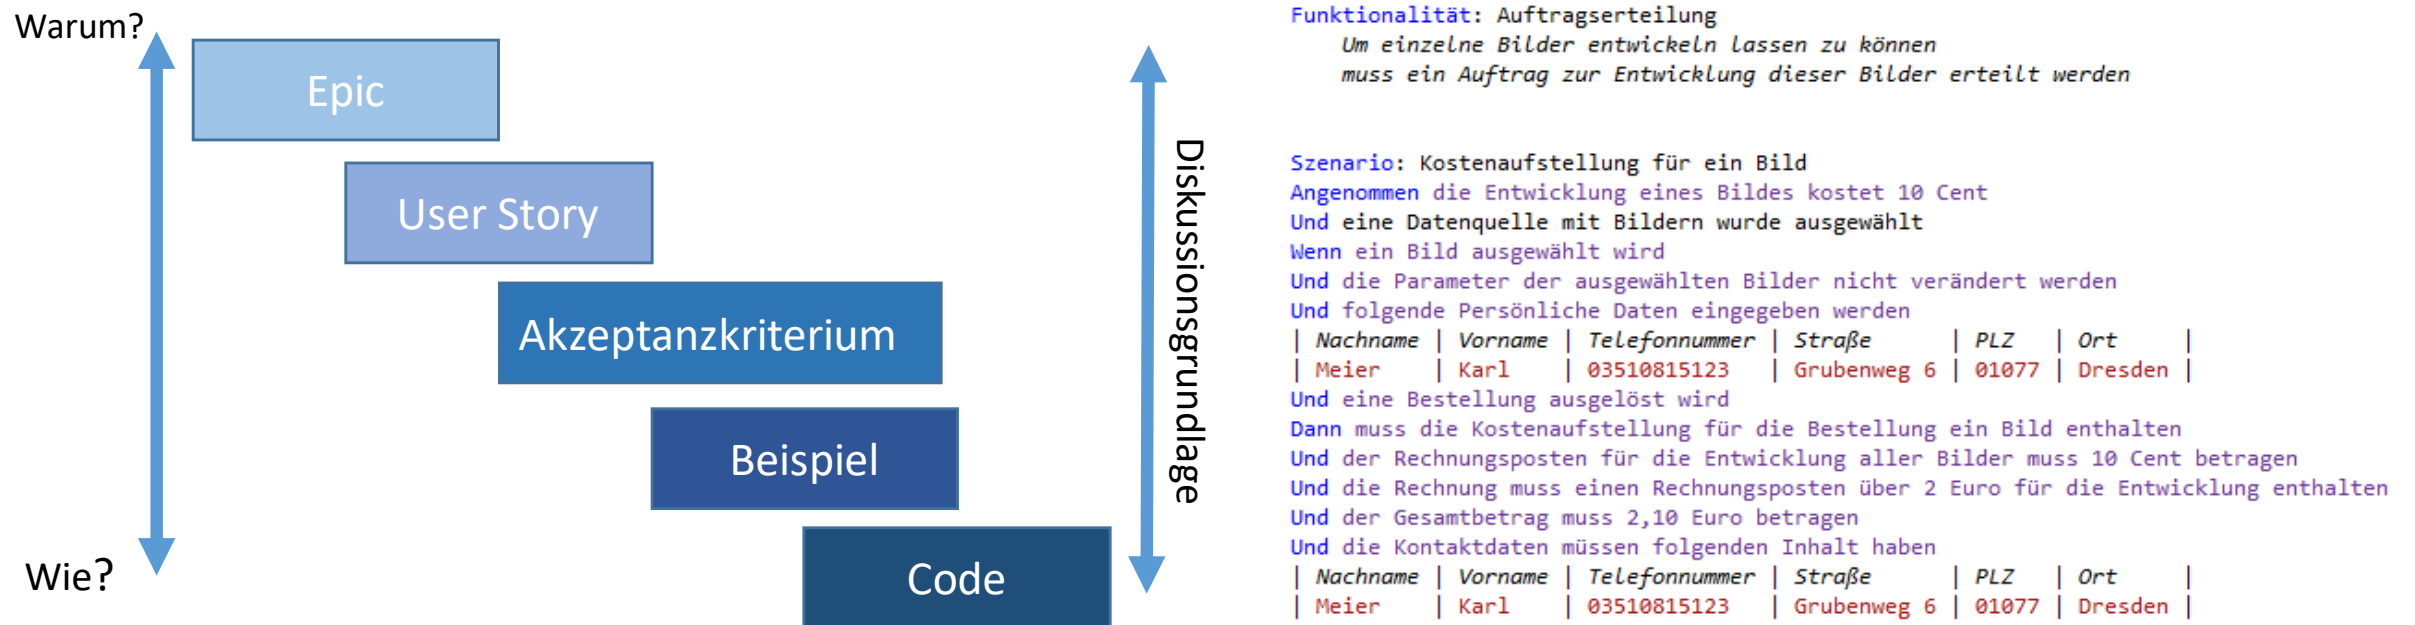 Warum?
Epic
User Story
Akzeptanzkriterium
Beispiel
Code
Wie?
Diskussionsgrundlage
Funktionalität: Auftragserteilung
Um einzelne Bilder entwickeln lassen zu können
muss ein Auftrag zur Entwicklung dieser Bilder erteilt werden
Szenario: Kostenaufstellung für ein Bild
Angenommen die Entwicklung eines Bildes kostet 10 Cent
Und eine Datenquelle mit Bildern wurde ausgewählt
Wenn ein Bild ausgewählt wird
Und die Parameter der ausgewählten Bilder nicht verändert werden
Und folgende Persönliche Daten eingegeben werden
| Nachname | Vorname | Telefonnummer | Straße | PLZ | Ort |
| Meier | Karl | 03510815123 | Grubenweg 6 | 01077 | Dresden |
Und eine Bestellung ausgelöst wird
Dann muss die Kostenaufstellung für die Bestellung ein Bild enthalten
Und der Rechnungsposten für die Entwicklung aller Bilder muss 10 Cent betragen
Und die Rechnung muss einen Rechnungsposten über 2 Euro für die Entwicklung enthalten
Und der Gesamtbetrag muss 2,10 Euro betragen
Und die Kontaktdaten müssen folgenden Inhalt haben
| Nachname | Vorname | Telefonnummer | Straße | PLZ | Ort |
| Meier | Karl | 03510815123 | Grubenweg 6 | 01077 | Dresden |